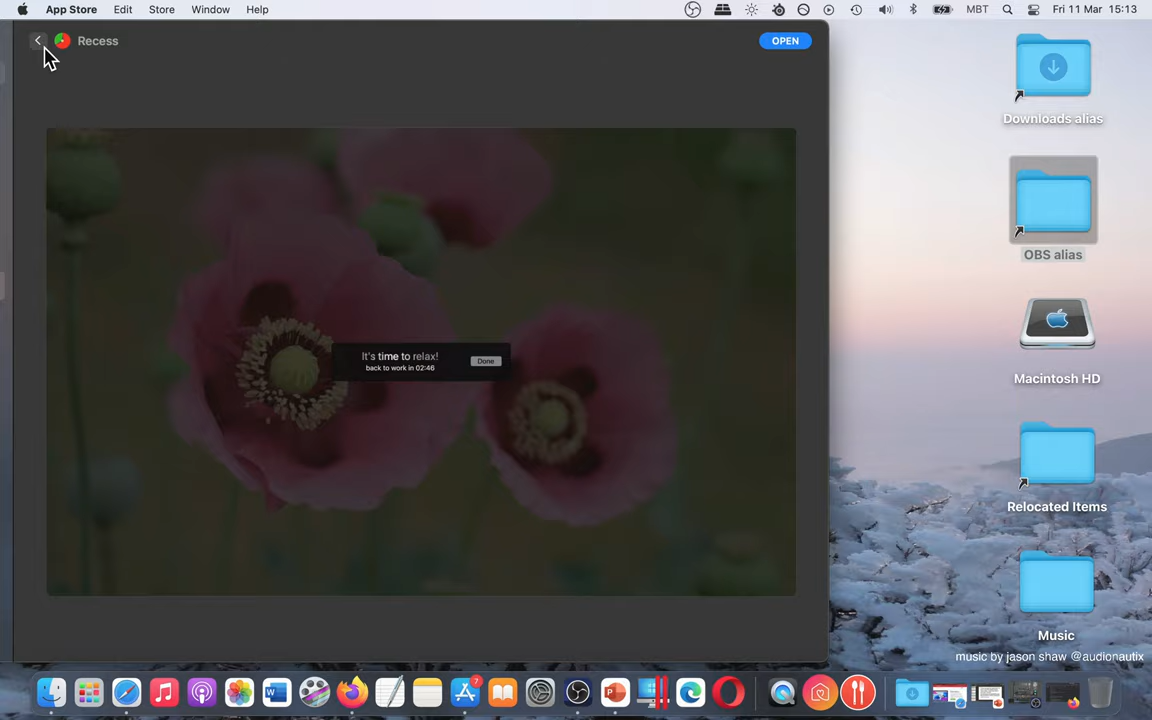 App Store Edit Store Window Help
MBT Fri 11 Mar 15:13
Recess
OPEN
Downloads alias
OBS alias
It's time to relax!
back to work in 02:46
Done
Macintosh HD
Relocated Items
Music
music by jason shaw @audionautix
7